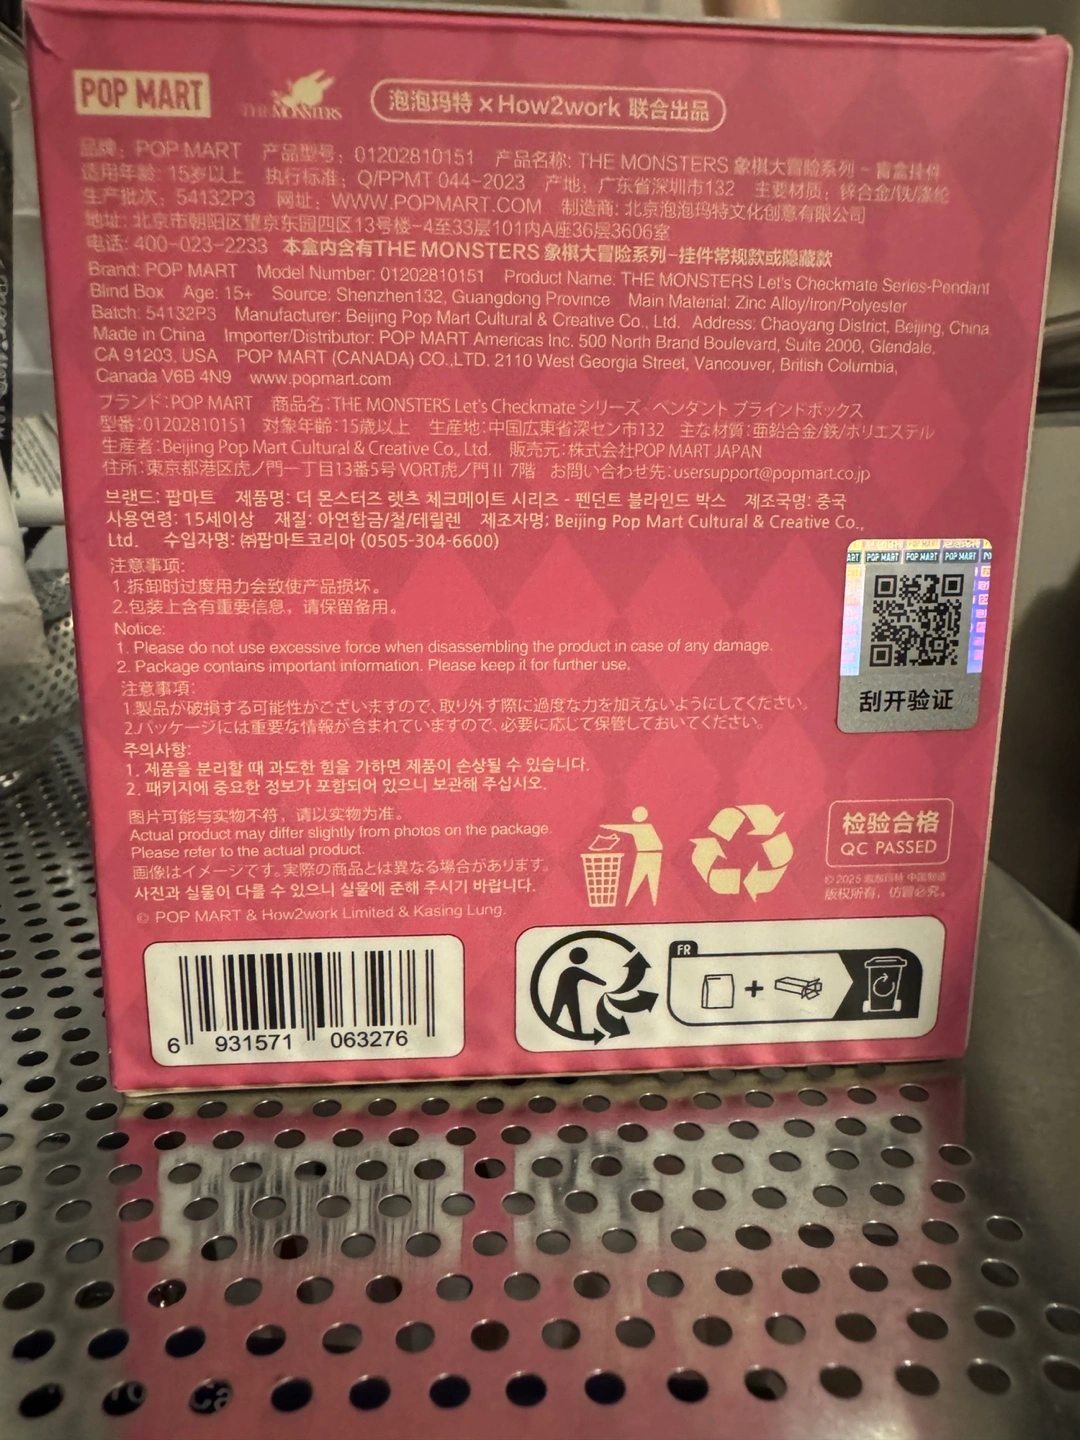 POP MART
THE MONSTERS
泡泡玛特 × How2work 联合出品
品牌：POP MART 产品型号：01202810151 产品名称: THE MONSTERS 象棋大冒险系列 - 盲盒挂件
适用年龄：15岁以上 执行标准：Q/PPMT 044-2023 产地：广东省深圳市132 主要材质：锌合金/铁/涤纶
生产批次：54132P3 网址：WWW.POPMART.COM 制造商：北京泡泡玛特文化创意有限公司
地址: 北京市朝阳区望京东园四区13号楼-4至33层101内A座36层3606室
电话: 400-023-2233 本盒内含有THE MONSTERS 象棋大冒险系列-挂件常规款或隐藏款
Brand: POP MART Model Number: 01202810151 Product Name: THE MONSTERS Let's Checkmate Series-Pendant
Blind Box Age: 15+ Source: Shenzhen132, Guangdong Province Main Material: Zinc Alloy/Iron/Polyester
Batch: 54132P3 Manufacturer: Beijing Pop Mart Cultural & Creative Co., Ltd. Address: Chaoyang District, Beijing, China
Made in China Importer/Distributor: POP MART Americas Inc. 500 North Brand Boulevard, Suite 2000, Glendale,
CA 91203, USA POP MART (CANADA) CO.,LTD. 2110 West Georgia Street, Vancouver, British Columbia,
Canada V6B 4N9 www.popmart.com
ブランド:POP MART 商品名:THE MONSTERS Let's Checkmate シリーズ - ペンダント ブラインドボックス
型番:01202810151 対象年齢:15歳以上 生産地:中国広東省深セン市132 主な材質:亜鉛合金/鉄/ポリエステル
生産者:Beijing Pop Mart Cultural & Creative Co., Ltd. 販売元:株式会社POP MART JAPAN
住所:東京都港区虎ノ門一丁目13番5号 VORT虎ノ門Ⅱ 7階 お問い合わせ先:usersupport@popmart.co.jp
브랜드: 팝마트 제품명: 더 몬스터즈 렛츠 체크메이트 시리즈 - 펜던트 블라인드 박스 제조국명: 중국
사용연령: 15세이상 재질: 아연합금/철/테릴렌 제조자명: Beijing Pop Mart Cultural & Creative Co.,
Ltd. 수입자명: ㈜팝마트코리아 (0505-304-6600)
注意事项:
1.拆卸时过度用力会致使产品损坏。
2.包装上含有重要信息，请保留备用。
Notice:
1. Please do not use excessive force when disassembling the product in case of any damage.
2. Package contains important information. Please keep it for further use.
注意事項:
1.製品が破損する可能性がございますので、取り外す際に過度な力を加えないようにしてください。
2.パッケージには重要な情報が含まれていますので、必要に応じて保管しておいてください。
주의사항:
1. 제품을 분리할 때 과도한 힘을 가하면 제품이 손상될 수 있습니다.
2. 패키지에 중요한 정보가 포함되어 있으니 보관해 주십시오.
图片可能与实物不符，请以实物为准。
Actual product may differ slightly from photos on the package.
Please refer to the actual product.
画像はイメージです。実際の商品とは異なる場合があります。
사진과 실물이 다를 수 있으니 실물에 준해 주시기 바랍니다.
© POP MART & How2work Limited & Kasing Lung.
POP MART POP MART POP MART
刮开验证
检验合格
QC PASSED
© 2025 泡泡玛特 中国制造
版权所有，仿冒必究。
6 931571 063276
FR